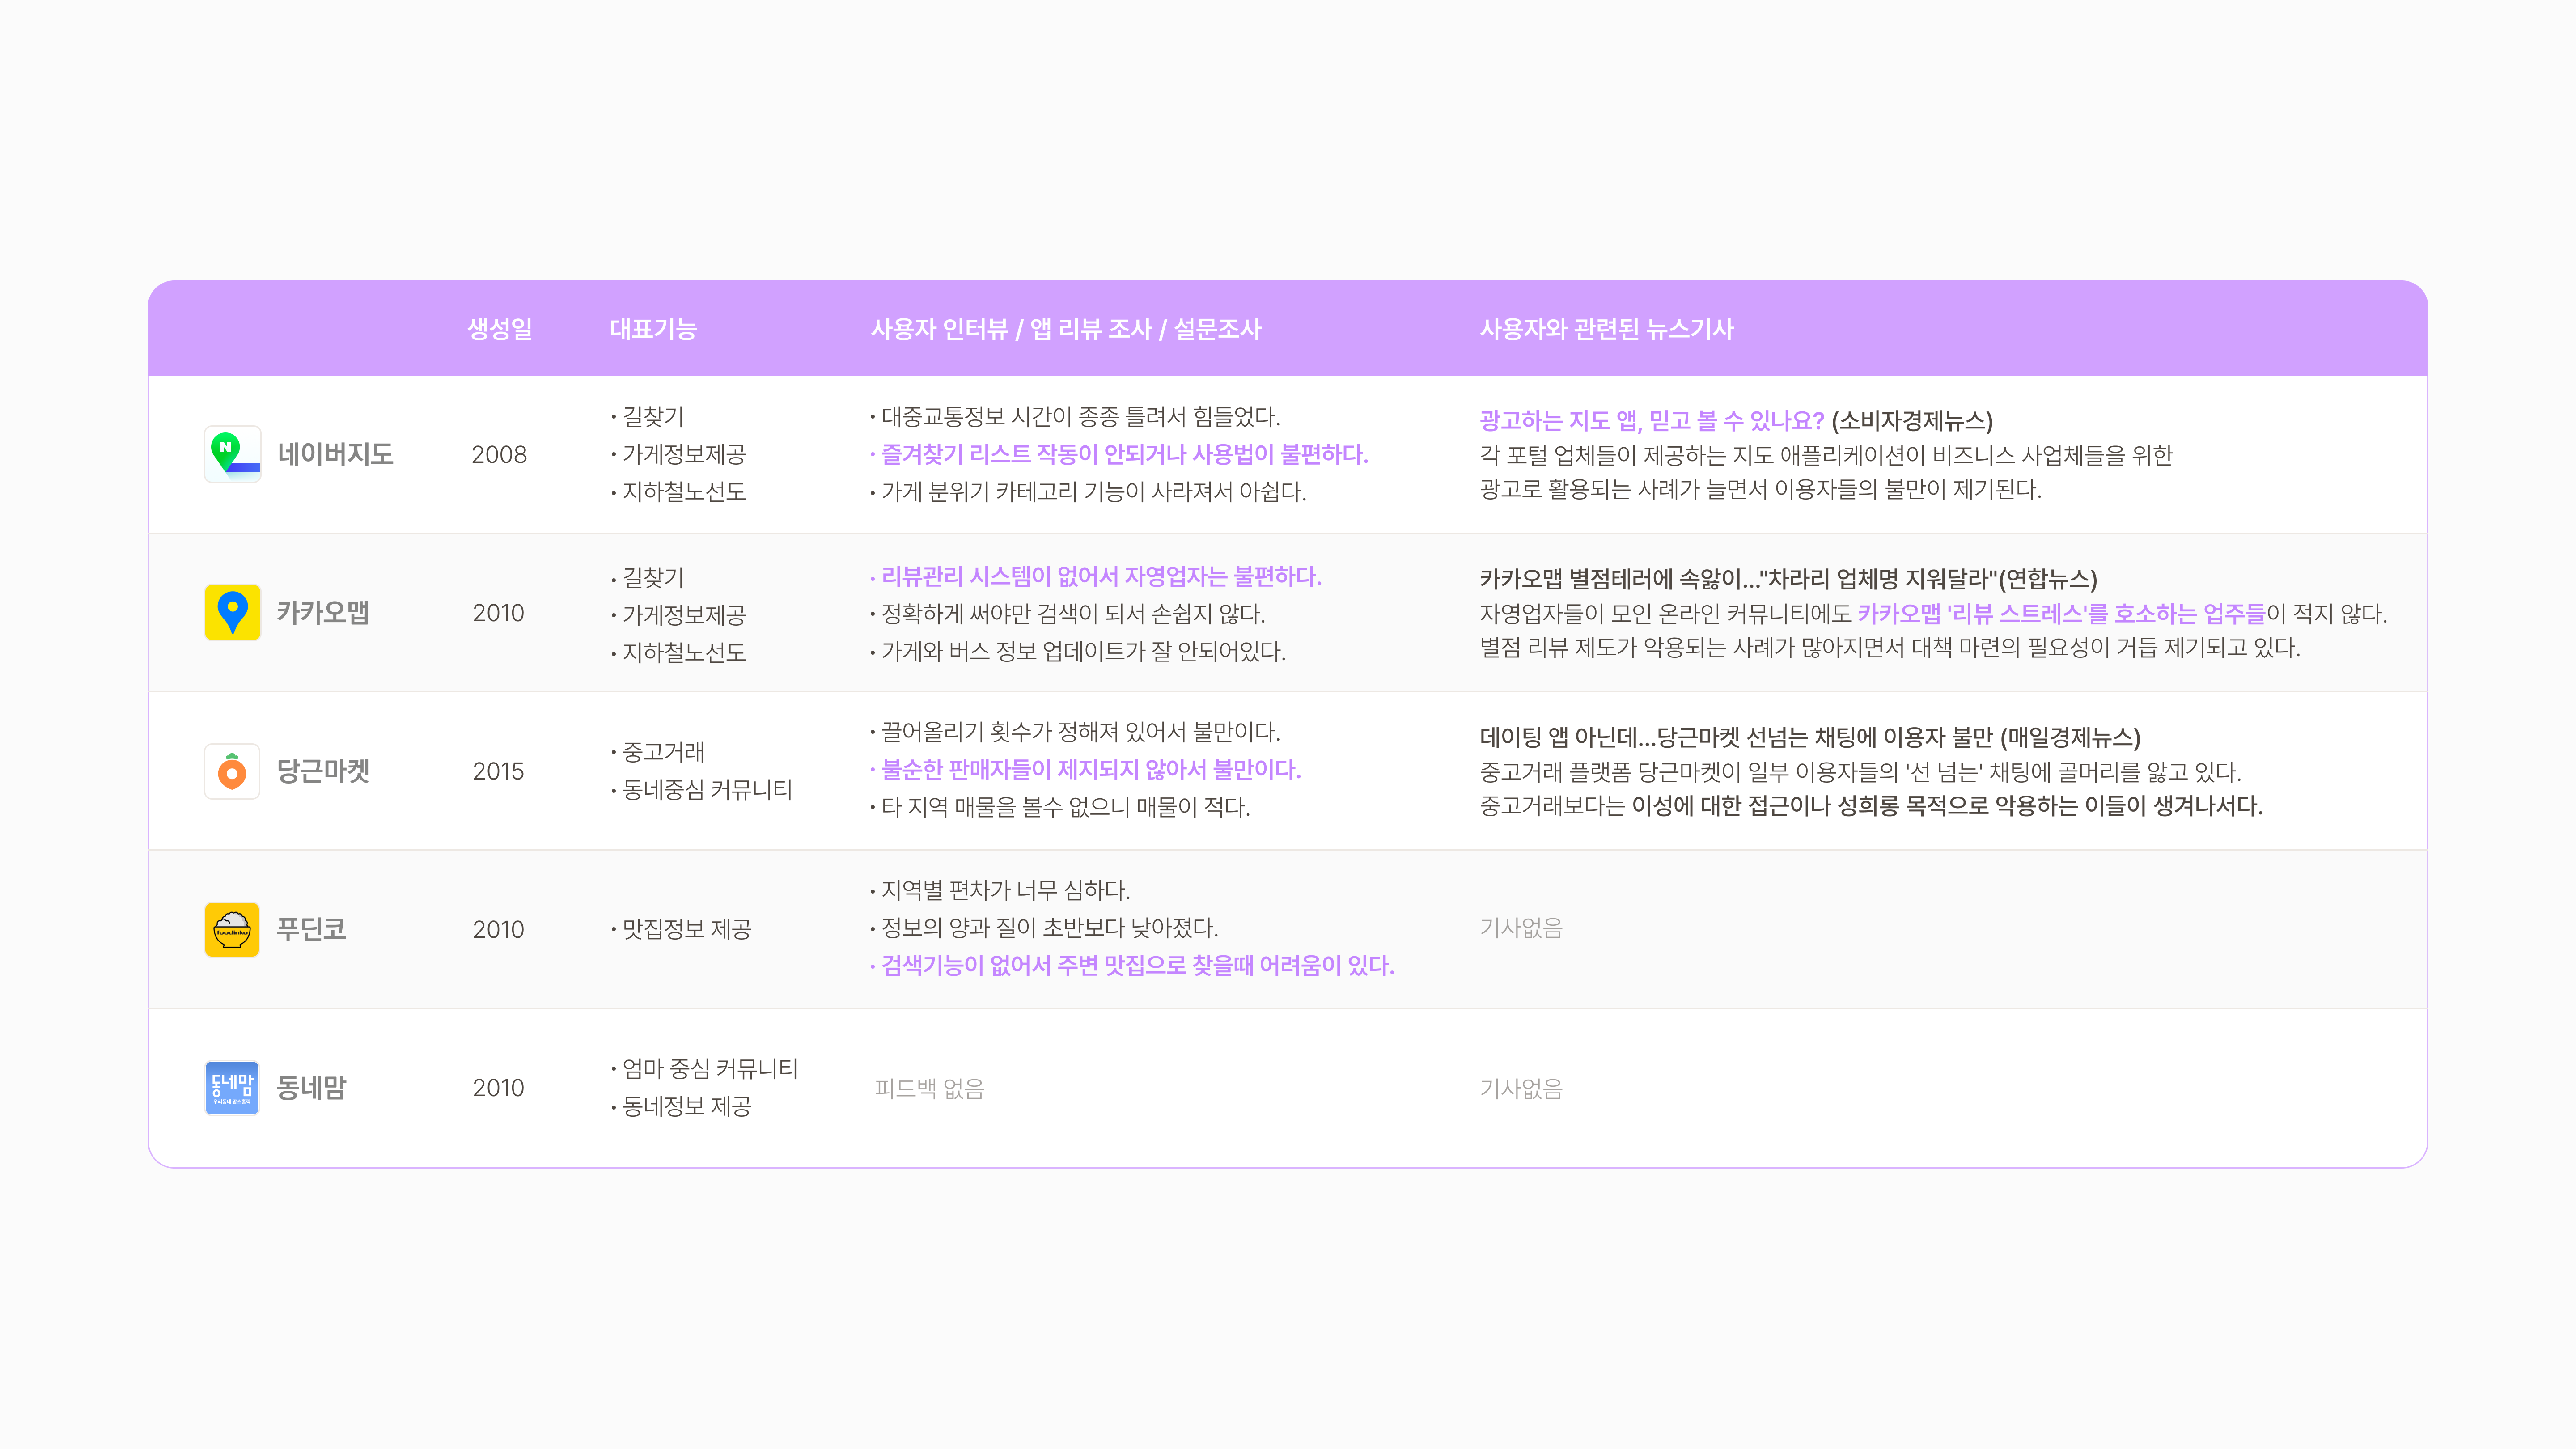 생성일 대표기능 사용자 인터뷰 / 앱 리뷰 조사 / 설문조사 사용자와 관련된 뉴스기사
N
네이버지도
2008
• 길찾기
• 가게정보제공
• 지하철노선도
• 대중교통정보 시간이 종종 틀려서 힘들었다.
• 즐겨찾기 리스트 작동이 안되거나 사용법이 불편하다.
• 가게 분위기 카테고리 기능이 사라져서 아쉽다.
광고하는 지도 앱, 믿고 볼 수 있나요? (소비자경제뉴스)
각 포털 업체들이 제공하는 지도 애플리케이션이 비즈니스 사업체들을 위한
광고로 활용되는 사례가 늘면서 이용자들의 불만이 제기된다.
카카오맵
2010
• 길찾기
• 가게정보제공
• 지하철노선도
• 리뷰관리 시스템이 없어서 자영업자는 불편하다.
• 정확하게 써야만 검색이 되서 손쉽지 않다.
• 가게와 버스 정보 업데이트가 잘 안되어있다.
카카오맵 별점테러에 속앓이..."차라리 업체명 지워달라"(연합뉴스)
자영업자들이 모인 온라인 커뮤니티에도 카카오맵 '리뷰 스트레스'를 호소하는 업주들이 적지 않다.
별점 리뷰 제도가 악용되는 사례가 많아지면서 대책 마련의 필요성이 거듭 제기되고 있다.
당근마켓
2015
• 중고거래
• 동네중심 커뮤니티
• 끌어올리기 횟수가 정해져 있어서 불만이다.
• 불순한 판매자들이 제지되지 않아서 불만이다.
• 타 지역 매물을 볼수 없으니 매물이 적다.
데이팅 앱 아닌데...당근마켓 선넘는 채팅에 이용자 불만 (매일경제뉴스)
중고거래 플랫폼 당근마켓이 일부 이용자들의 '선 넘는' 채팅에 골머리를 앓고 있다.
중고거래보다는 이성에 대한 접근이나 성희롱 목적으로 악용하는 이들이 생겨나서다.
foodinko
푸딘코
2010
• 맛집정보 제공
• 지역별 편차가 너무 심하다.
• 정보의 양과 질이 초반보다 낮아졌다.
• 검색기능이 없어서 주변 맛집으로 찾을때 어려움이 있다.
기사없음
동네맘
우리동네 맘스홀릭
동네맘
2010
• 엄마 중심 커뮤니티
• 동네정보 제공
피드백 없음
기사없음